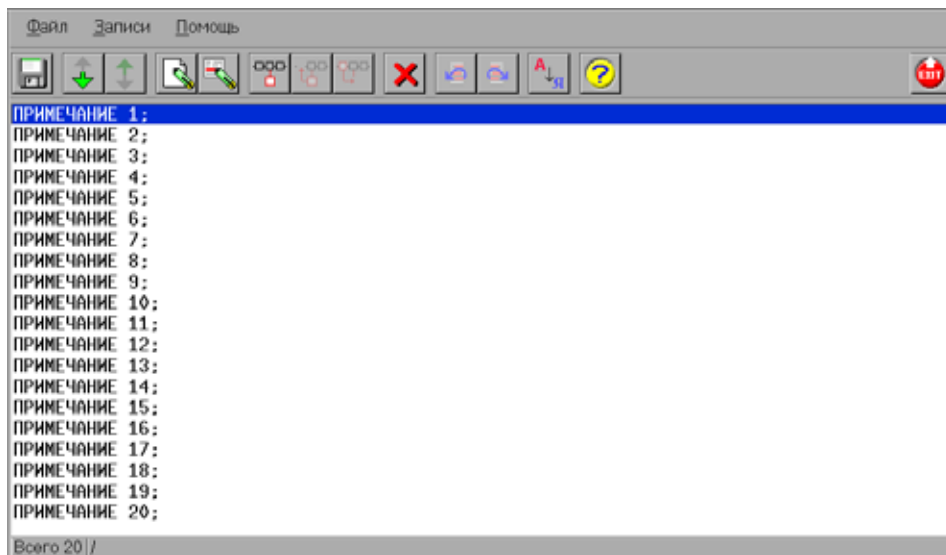 Файл Записи Помощь
А Я ? EXIT
ПРИМЕЧАНИЕ 1;
ПРИМЕЧАНИЕ 2;
ПРИМЕЧАНИЕ 3;
ПРИМЕЧАНИЕ 4;
ПРИМЕЧАНИЕ 5;
ПРИМЕЧАНИЕ 6;
ПРИМЕЧАНИЕ 7;
ПРИМЕЧАНИЕ 8;
ПРИМЕЧАНИЕ 9;
ПРИМЕЧАНИЕ 10;
ПРИМЕЧАНИЕ 11;
ПРИМЕЧАНИЕ 12;
ПРИМЕЧАНИЕ 13;
ПРИМЕЧАНИЕ 14;
ПРИМЕЧАНИЕ 15;
ПРИМЕЧАНИЕ 16;
ПРИМЕЧАНИЕ 17;
ПРИМЕЧАНИЕ 18;
ПРИМЕЧАНИЕ 19;
ПРИМЕЧАНИЕ 20;
Всего 20 /